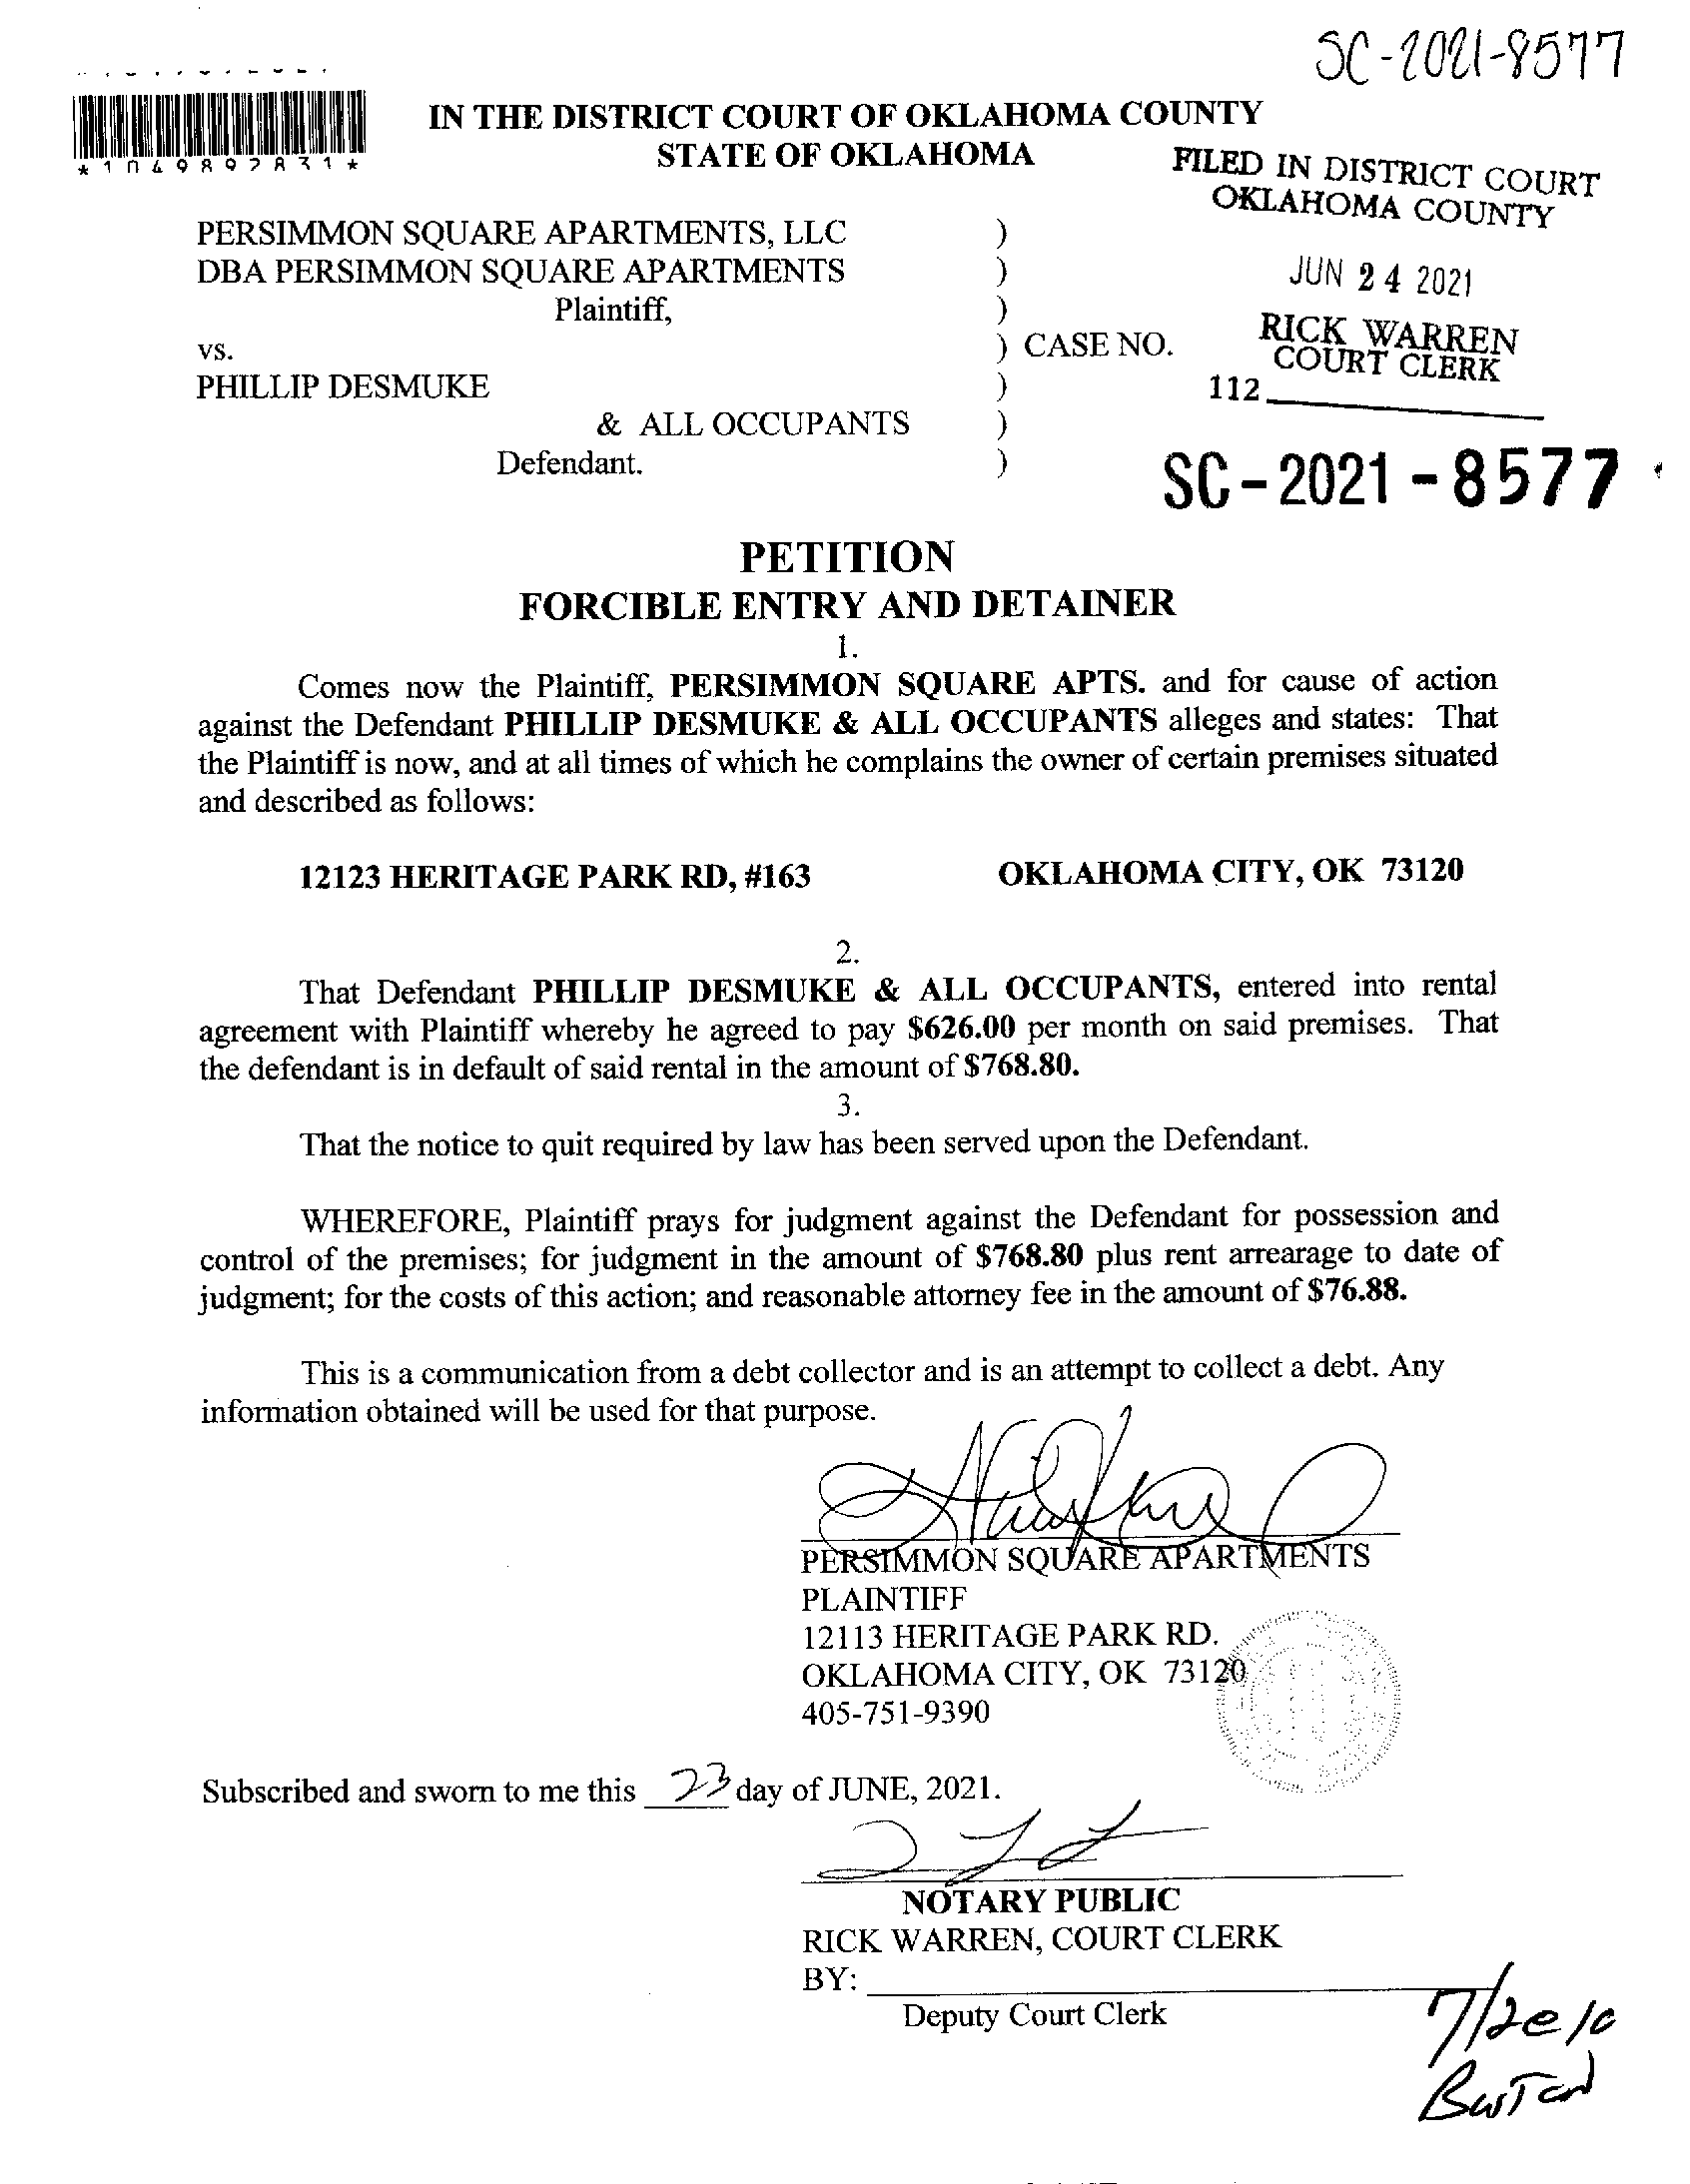 SC-2021-8577
IN THE DISTRICT COURT OF OKLAHOMA COUNTY
STATE OF OKLAHOMA
FILED IN DISTRICT COURT
OKLAHOMA COUNTY
JUN 24 2021
RICK WARREN
COURT CLERK
112
PERSIMMON SQUARE APARTMENTS, LLC )
DBA PERSIMMON SQUARE APARTMENTS )
Plaintiff, )
vs. ) CASE NO.
PHILLIP DESMUKE )
& ALL OCCUPANTS )
Defendant. )
SC-2021-8577
PETITION
FORCIBLE ENTRY AND DETAINER
1.
Comes now the Plaintiff, PERSIMMON SQUARE APTS. and for cause of action
against the Defendant PHILLIP DESMUKE & ALL OCCUPANTS alleges and states: That
the Plaintiff is now, and at all times of which he complains the owner of certain premises situated
and described as follows:
12123 HERITAGE PARK RD, #163 OKLAHOMA CITY, OK 73120
2.
That Defendant PHILLIP DESMUKE & ALL OCCUPANTS, entered into rental
agreement with Plaintiff whereby he agreed to pay $626.00 per month on said premises. That
the defendant is in default of said rental in the amount of $768.80.
3.
That the notice to quit required by law has been served upon the Defendant.
WHEREFORE, Plaintiff prays for judgment against the Defendant for possession and
control of the premises; for judgment in the amount of $768.80 plus rent arrearage to date of
judgment; for the costs of this action; and reasonable attorney fee in the amount of $76.88.
This is a communication from a debt collector and is an attempt to collect a debt. Any
information obtained will be used for that purpose.
PERSIMMON SQUARE APARTMENTS
PLAINTIFF
12113 HERITAGE PARK RD.
OKLAHOMA CITY, OK 73120
405-751-9390
Subscribed and sworn to me this 23 day of JUNE, 2021.
NOTARY PUBLIC
RICK WARREN, COURT CLERK
BY:
Deputy Court Clerk